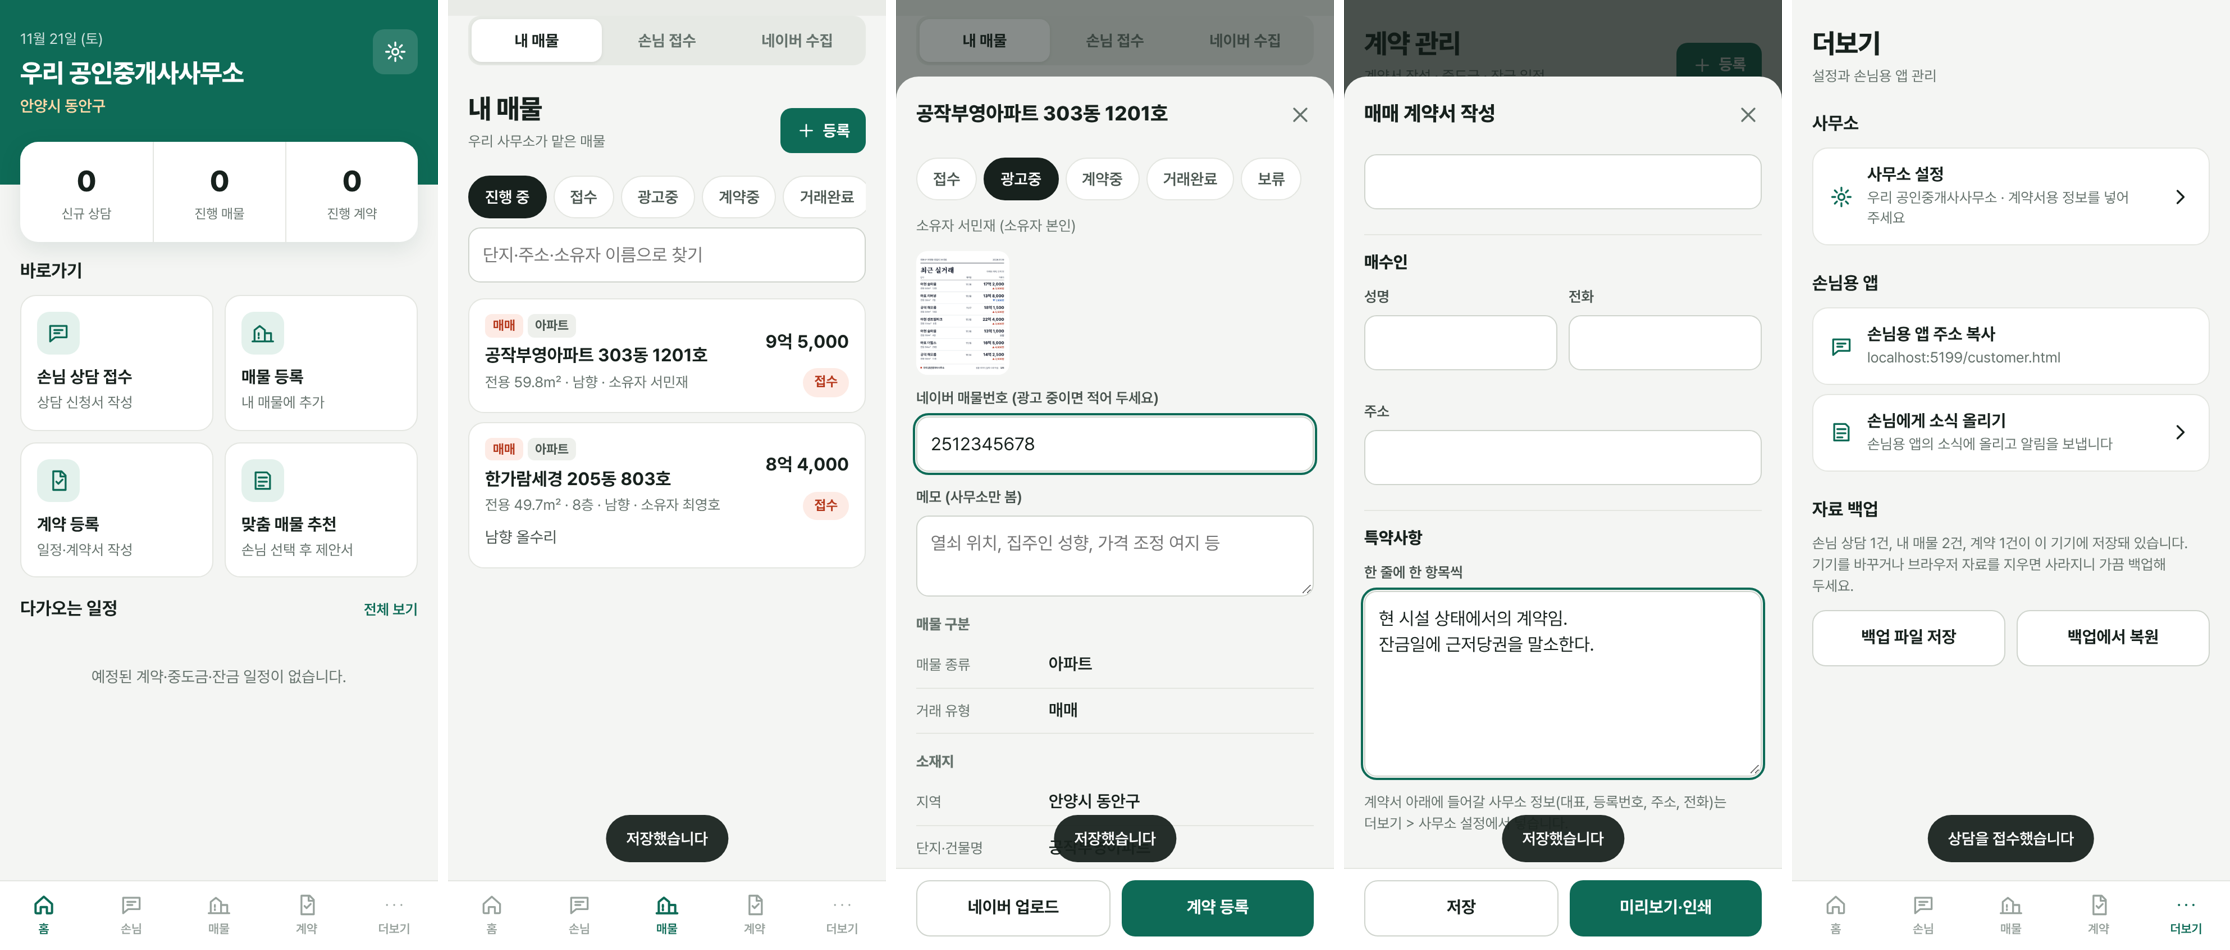 11월 21일 (토)
우리 공인중개사사무소
안양시 동안구
0
신규 상담
0
진행 매물
0
진행 계약
바로가기
손님 상담 접수
상담 신청서 작성
매물 등록
내 매물에 추가
계약 등록
일정·계약서 작성
맞춤 매물 추천
손님 선택 후 제안서
다가오는 일정
전체 보기
예정된 계약·중도금·잔금 일정이 없습니다.
홈
손님
매물
계약
더보기
내 매물
손님 접수
네이버 수집
내 매물
우리 사무소가 맡은 매물
+ 등록
진행 중
접수
광고중
계약중
거래완료
단지·주소·소유자 이름으로 찾기
매매 아파트
공작부영아파트 303동 1201호
전용 59.8m² · 남향 · 소유자 서민재
9억 5,000
접수
매매 아파트
한가람세경 205동 803호
전용 49.7m² · 8층 · 남향 · 소유자 최영호
남향 올수리
8억 4,000
접수
저장했습니다
홈
손님
매물
계약
더보기
내 매물
손님 접수
네이버 수집
공작부영아파트 303동 1201호
접수
광고중
계약중
거래완료
보류
소유자 서민재 (소유자 본인)
최근 실거래
네이버 매물번호 (광고 중이면 적어 두세요)
2512345678
메모 (사무소만 봄)
열쇠 위치, 집주인 성향, 가격 조정 여지 등
매물 구분
매물 종류
아파트
거래 유형
매매
소재지
지역
안양시 동안구
단지·건물명
저장했습니다
네이버 업로드
계약 등록
계약 관리
+ 등록
매매 계약서 작성
매수인
성명
전화
주소
특약사항
한 줄에 한 항목씩
현 시설 상태에서의 계약임.
잔금일에 근저당권을 말소한다.
계약서 아래에 들어갈 사무소 정보(대표, 등록번호, 주소, 전화)는
더보기 > 사무소 설정에서
저장했습니다
저장
미리보기·인쇄
더보기
설정과 손님용 앱 관리
사무소
사무소 설정
우리 공인중개사사무소 · 계약서용 정보를 넣어
주세요
손님용 앱
손님용 앱 주소 복사
localhost:5199/customer.html
손님에게 소식 올리기
손님용 앱의 소식에 올리고 알림을 보냅니다
자료 백업
손님 상담 1건, 내 매물 2건, 계약 1건이 이 기기에 저장돼 있습니다.
기기를 바꾸거나 브라우저 자료를 지우면 사라지니 가끔 백업해
두세요.
백업 파일 저장
백업에서 복원
상담을 접수했습니다
홈
손님
매물
계약
더보기